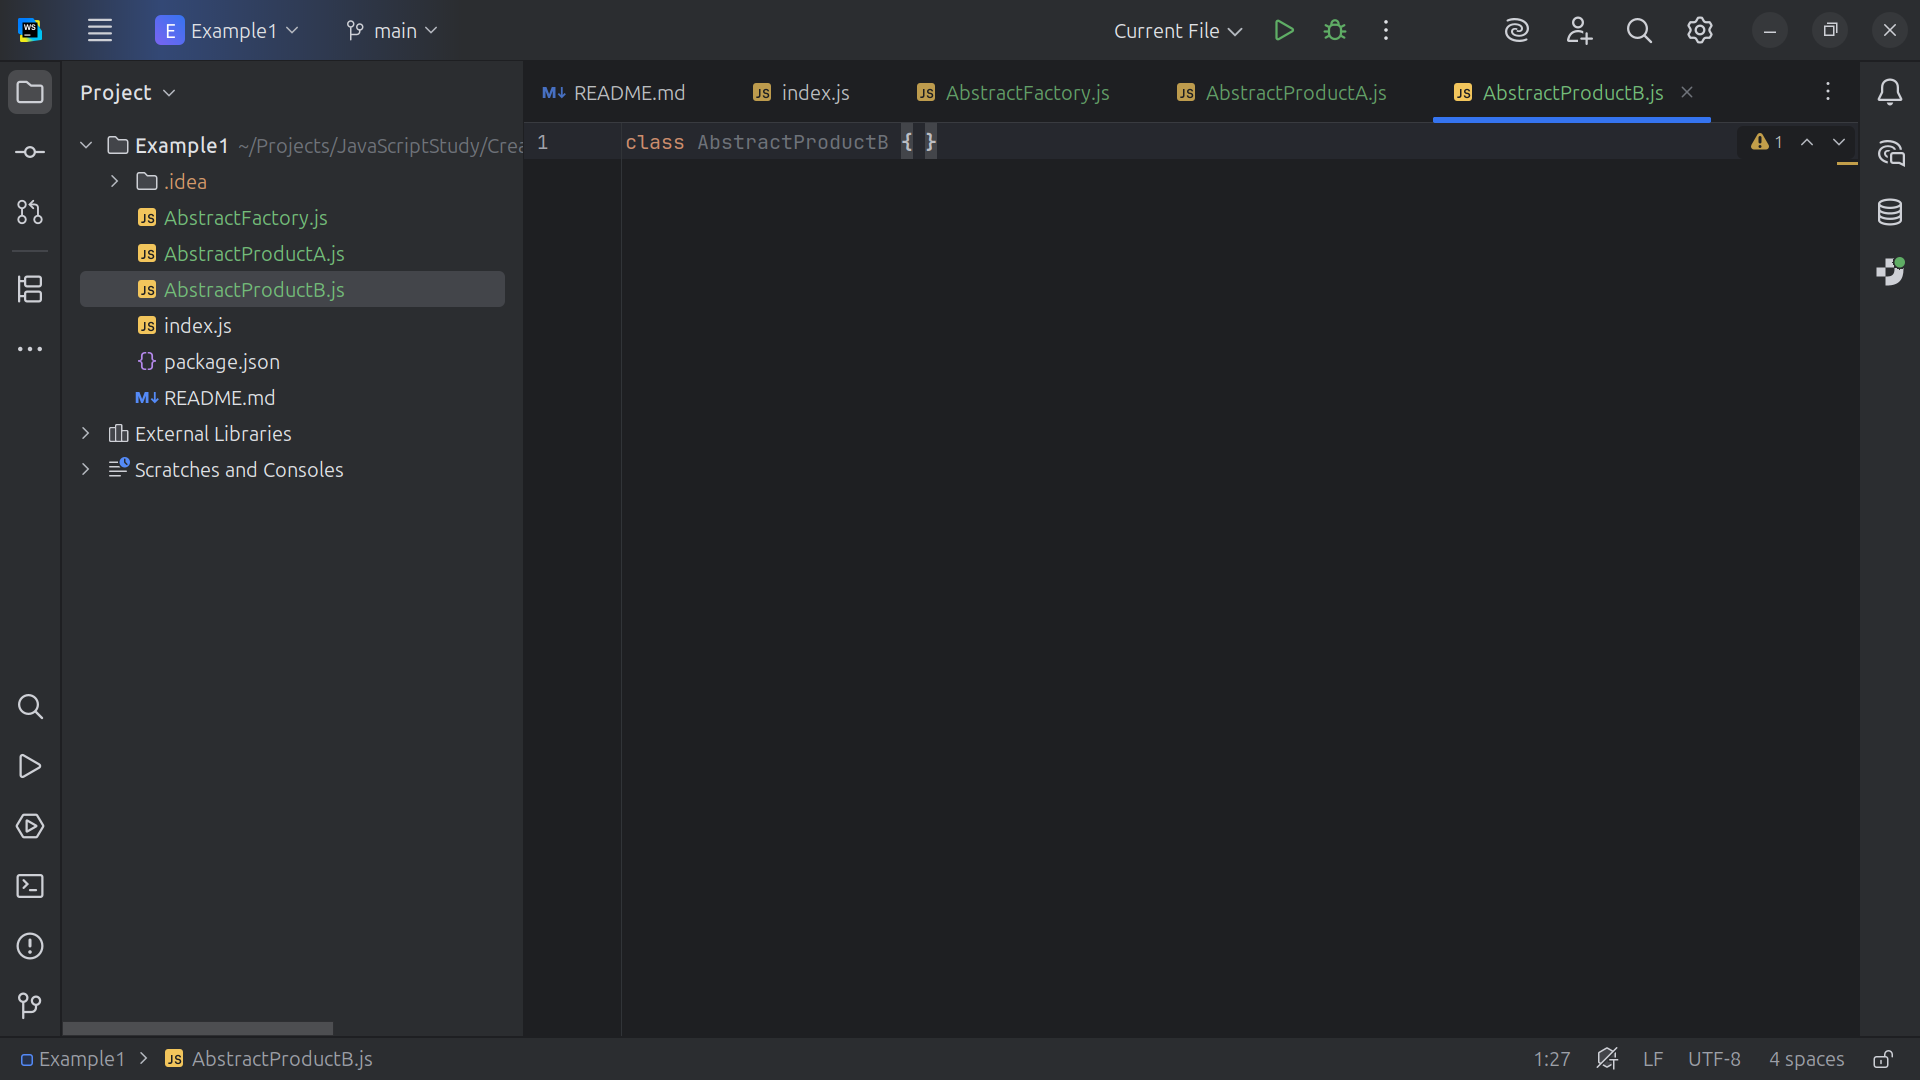 WS
E Example1
main
Current File
Project
M↓ README.md
JS index.js
JS AbstractFactory.js
JS AbstractProductA.js
JS AbstractProductB.js
1 class AbstractProductB { }
1
Example1 ~/Projects/JavaScriptStudy/Crea
.idea
JS AbstractFactory.js
JS AbstractProductA.js
JS AbstractProductB.js
JS index.js
{} package.json
M↓ README.md
External Libraries
Scratches and Consoles
Example1 > JS AbstractProductB.js
1:27
LF
UTF-8
4 spaces